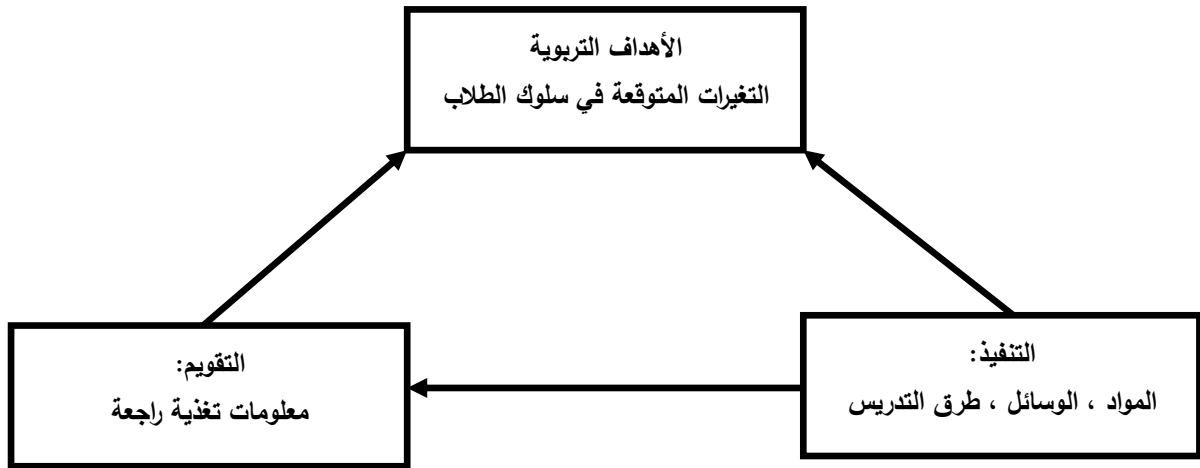 الأهداف التربوية
التغيرات المتوقعة في سلوك الطلاب
التنفيذ:
المواد ، الوسائل ، طرق التدريس
التقويم:
معلومات تغذية راجعة